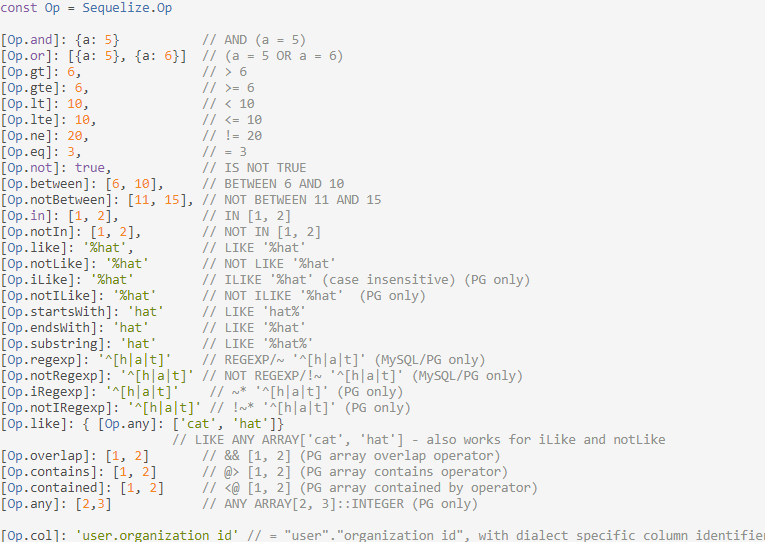 const Op = Sequelize.Op
[Op.and]: {a: 5} // AND (a = 5)
[Op.or]: [{a: 5}, {a: 6}] // (a = 5 OR a = 6)
[Op.gt]: 6, // > 6
[Op.gte]: 6, // >= 6
[Op.lt]: 10, // < 10
[Op.lte]: 10, // <= 10
[Op.ne]: 20, // != 20
[Op.eq]: 3, // = 3
[Op.not]: true, // IS NOT TRUE
[Op.between]: [6, 10], // BETWEEN 6 AND 10
[Op.notBetween]: [11, 15], // NOT BETWEEN 11 AND 15
[Op.in]: [1, 2], // IN [1, 2]
[Op.notIn]: [1, 2], // NOT IN [1, 2]
[Op.like]: '%hat', // LIKE '%hat'
[Op.notLike]: '%hat' // NOT LIKE '%hat'
[Op.iLike]: '%hat' // ILIKE '%hat' (case insensitive) (PG only)
[Op.notILike]: '%hat' // NOT ILIKE '%hat' (PG only)
[Op.startsWith]: 'hat' // LIKE 'hat%'
[Op.endsWith]: 'hat' // LIKE '%hat'
[Op.substring]: 'hat' // LIKE '%hat%'
[Op.regexp]: '^[h|a|t]' // REGEXP/~ '^[h|a|t]' (MySQL/PG only)
[Op.notRegexp]: '^[h|a|t]' // NOT REGEXP/!~ '^[h|a|t]' (MySQL/PG only)
[Op.iRegexp]: '^[h|a|t]' // ~* '^[h|a|t]' (PG only)
[Op.notIRegexp]: '^[h|a|t]' // !~* '^[h|a|t]' (PG only)
[Op.like]: { [Op.any]: ['cat', 'hat']}
// LIKE ANY ARRAY['cat', 'hat'] - also works for iLike and notLike
[Op.overlap]: [1, 2] // && [1, 2] (PG array overlap operator)
[Op.contains]: [1, 2] // @> [1, 2] (PG array contains operator)
[Op.contained]: [1, 2] // <@ [1, 2] (PG array contained by operator)
[Op.any]: [2,3] // ANY ARRAY[2, 3]::INTEGER (PG only)
[Op.col]: 'user.organization id' // = "user"."organization id", with dialect specific column identifier